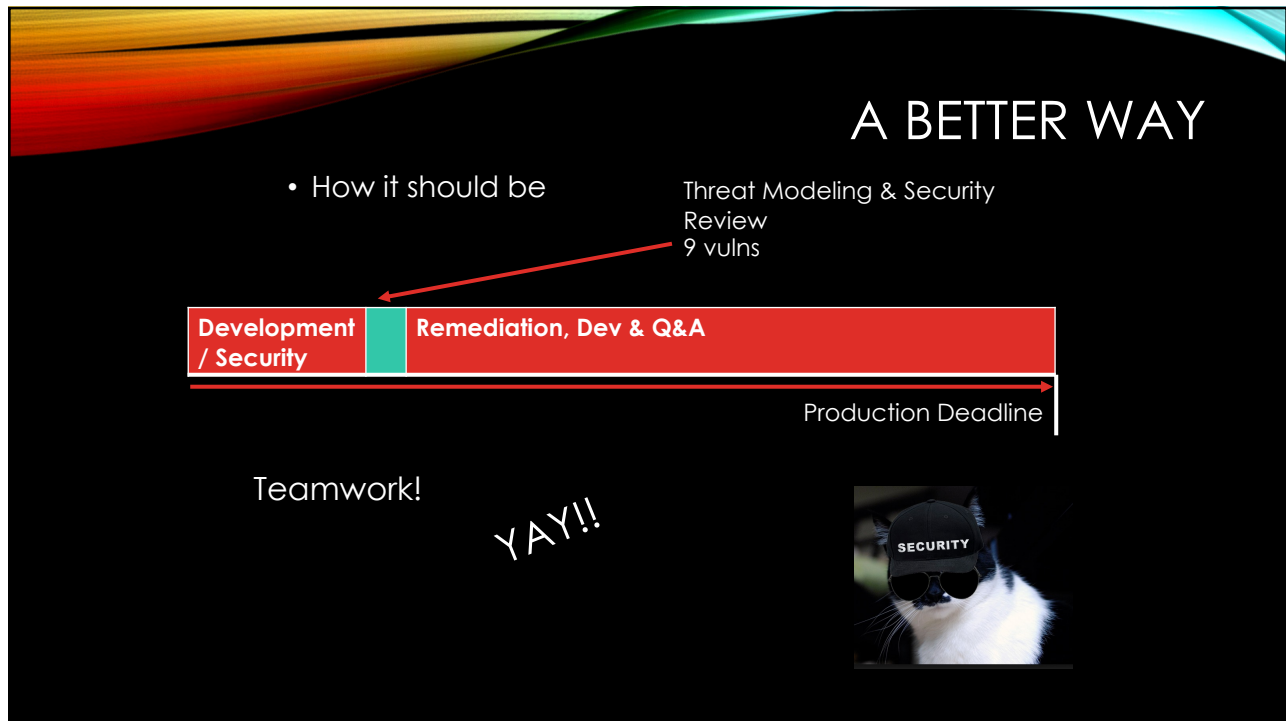 A BETTER WAY
• How it should be
Threat Modeling & Security
Review
9 vulns
Development
/ Security
Remediation, Dev & Q&A
Production Deadline
Teamwork!
YAY!!
SECURITY